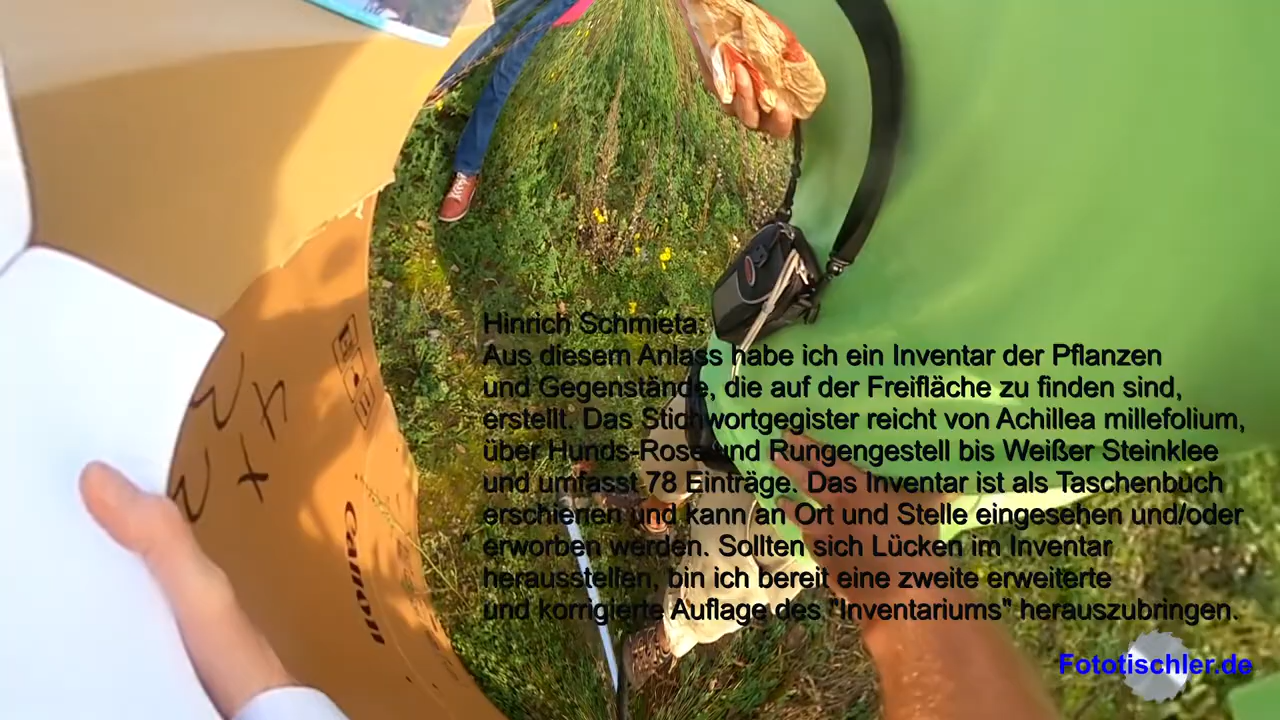 Hinrich Schmieta:
Aus diesem Anlass habe ich ein Inventar der Pflanzen
und Gegenstände, die auf der Freifläche zu finden sind,
erstellt. Das Stichwortgegister reicht von Achillea millefolium,
über Hunds-Rose und Rungengestell bis Weißer Steinklee
und umfasst 78 Einträge. Das Inventar ist als Taschenbuch
erschienen und kann an Ort und Stelle eingesehen und/oder
erworben werden. Sollten sich Lücken im Inventar
herausstellen, bin ich bereit eine zweite erweiterte
und korrigierte Auflage des "Inventariums" herauszubringen.
Fototischler.de
Canon